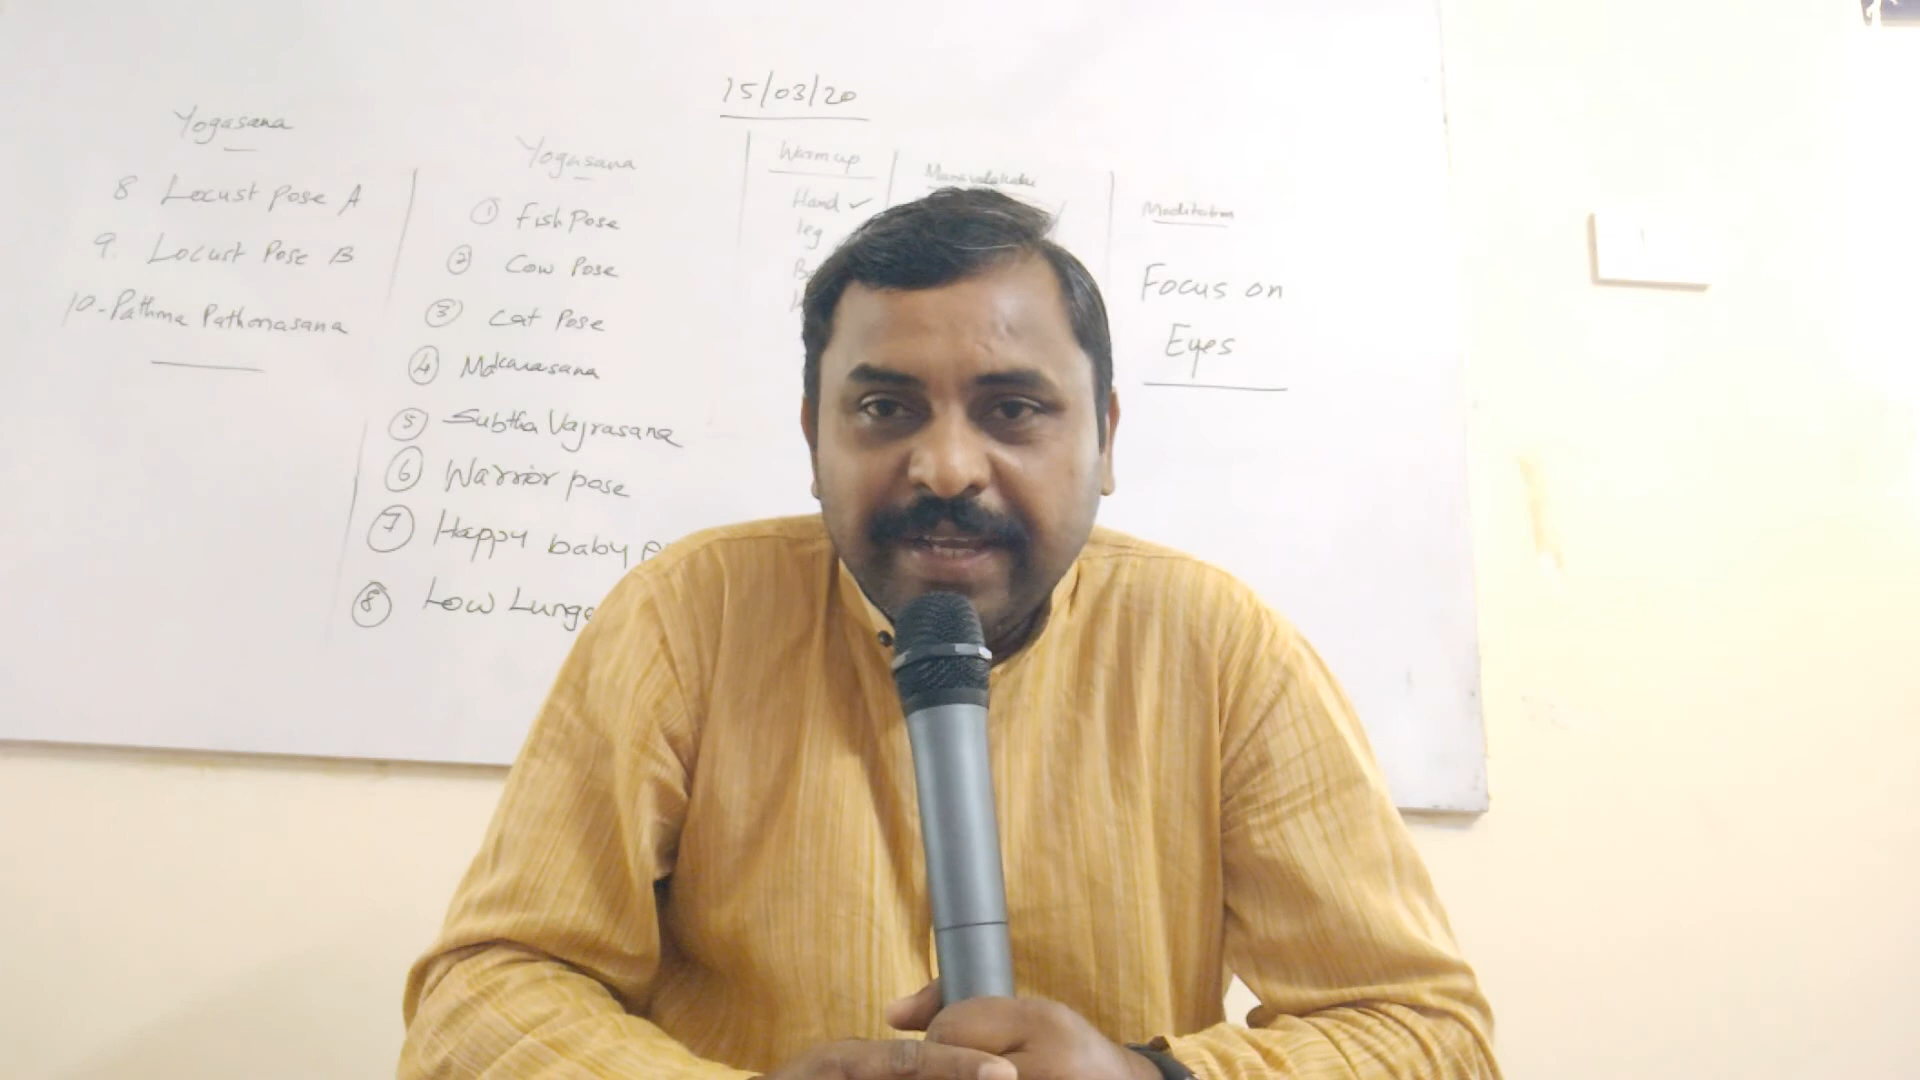 15/03/20
Yogasana
8 Locust Pose A
9. Locust Pose B
10-Pathma Pathonasana
Yogasana
① Fish Pose
② Cow Pose
③ Cat Pose
④ Makarasana
⑤ Subtha Vajrasana
⑥ Warrior pose
⑦ Happy baby
⑧ Low Lunge
Warm up
Hand ✓
leg
Meditation
Focus on
Eyes